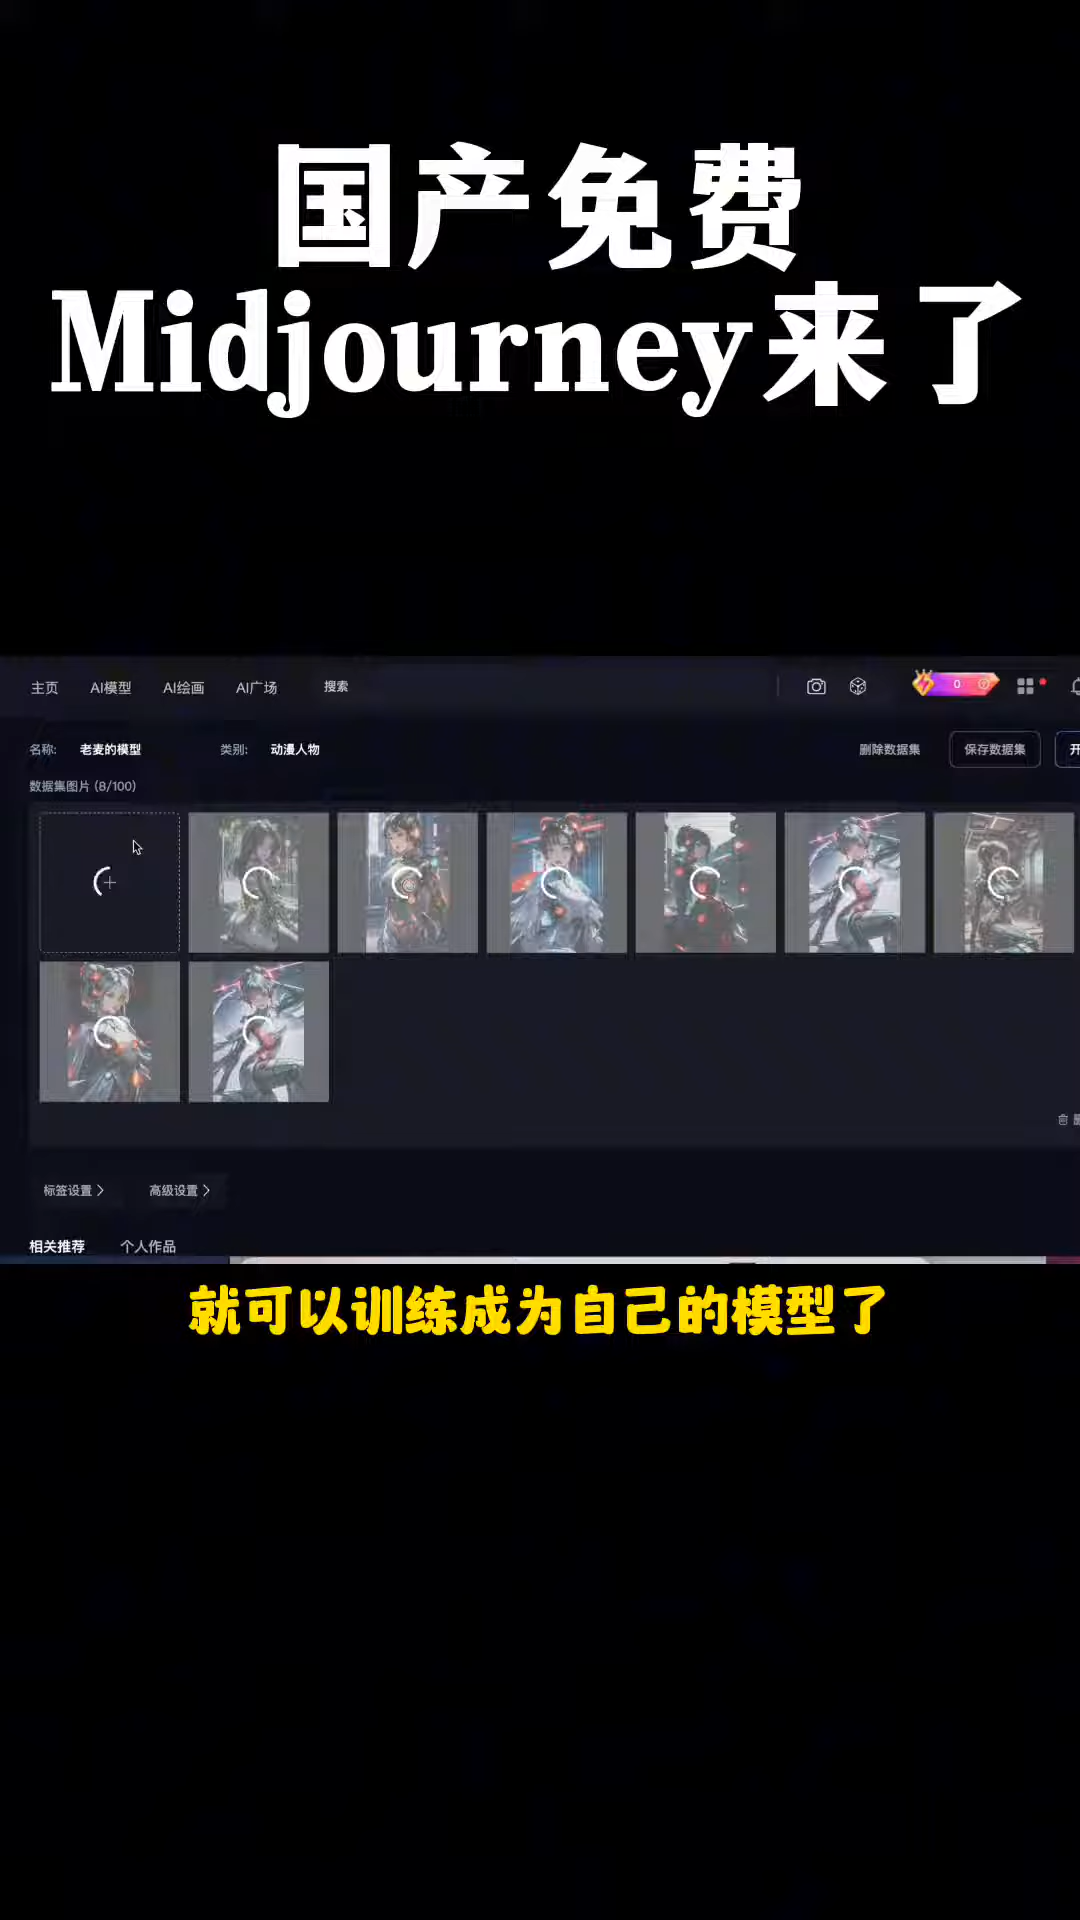 国产免费
Midjourney来了
主页 AI模型 AI绘画 AI广场 搜索 0
名称: 老麦的模型 类别: 动漫人物 删除数据集 保存数据集 开
数据集图片 (8/100)
标签设置 高级设置
相关推荐 个人作品
就可以训练成为自己的模型了